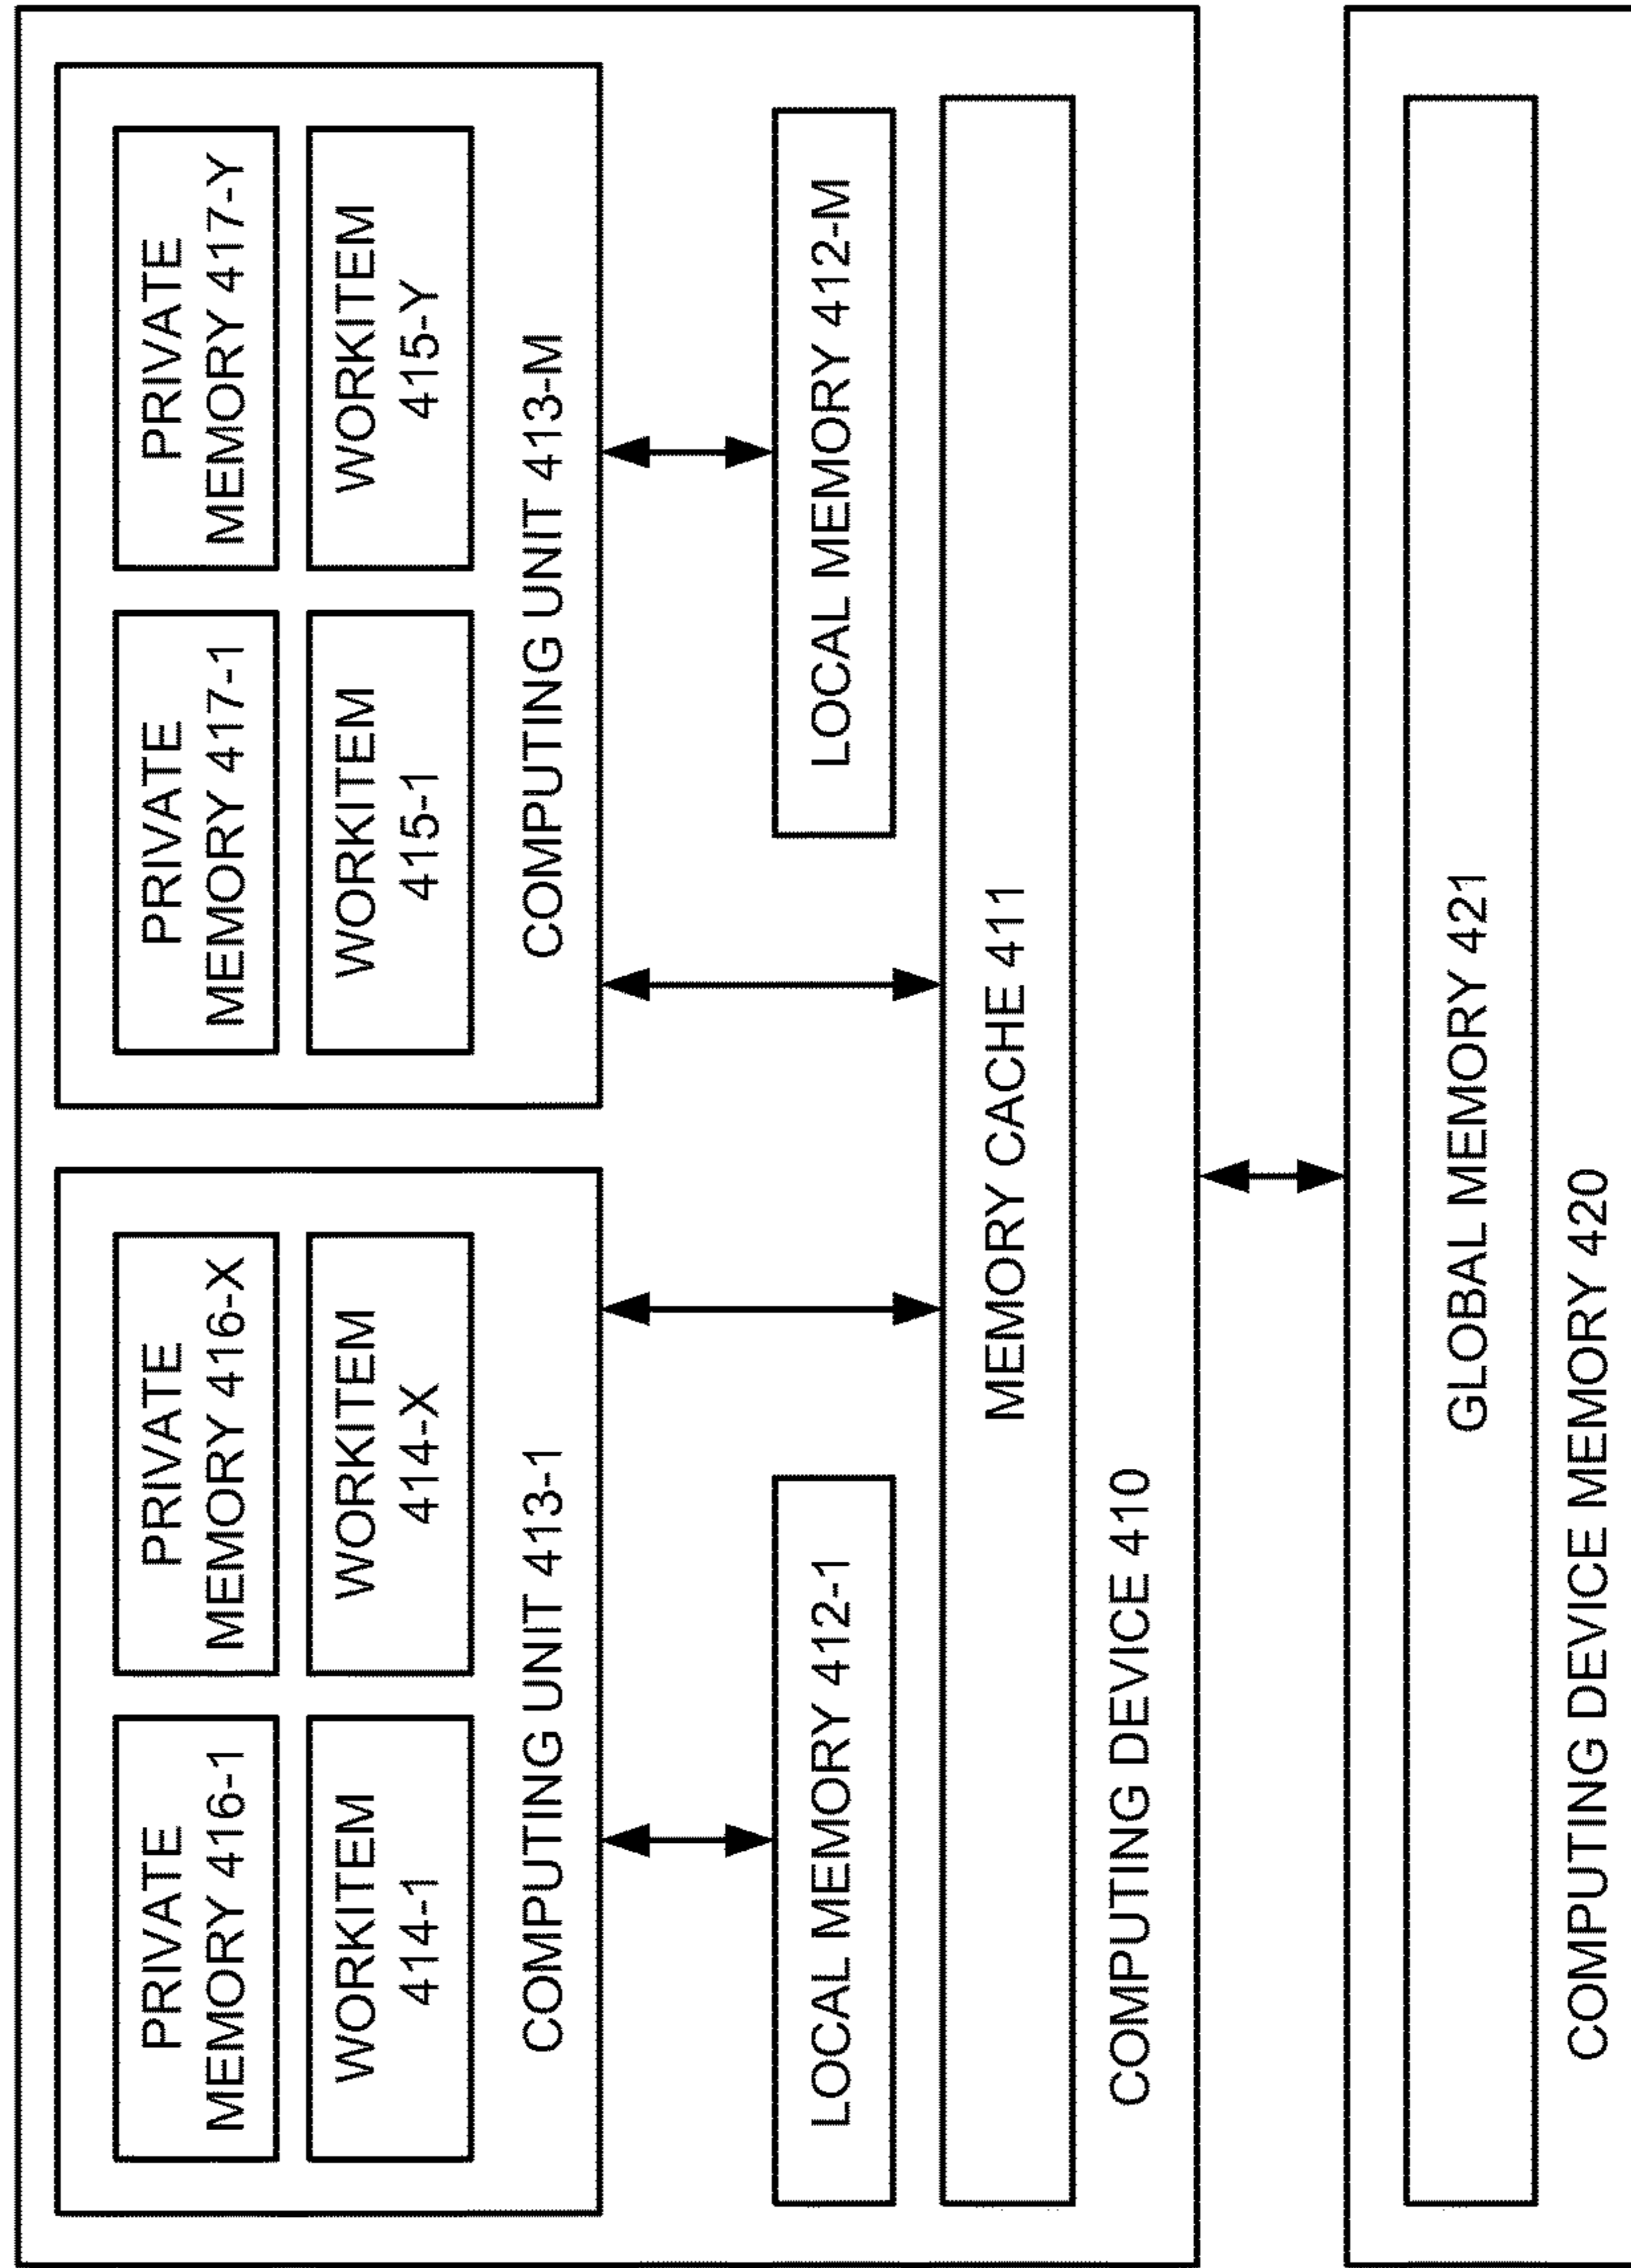 PRIVATE
MEMORY 416-1
PRIVATE
MEMORY 416-X
PRIVATE
MEMORY 417-1
PRIVATE
MEMORY 417-Y
WORKITEM
414-1
WORKITEM
414-X
WORKITEM
415-1
WORKITEM
415-Y
COMPUTING UNIT 413-1
COMPUTING UNIT 413-M
LOCAL MEMORY 412-1
LOCAL MEMORY 412-M
MEMORY CACHE 411
COMPUTING DEVICE 410
GLOBAL MEMORY 421
COMPUTING DEVICE MEMORY 420